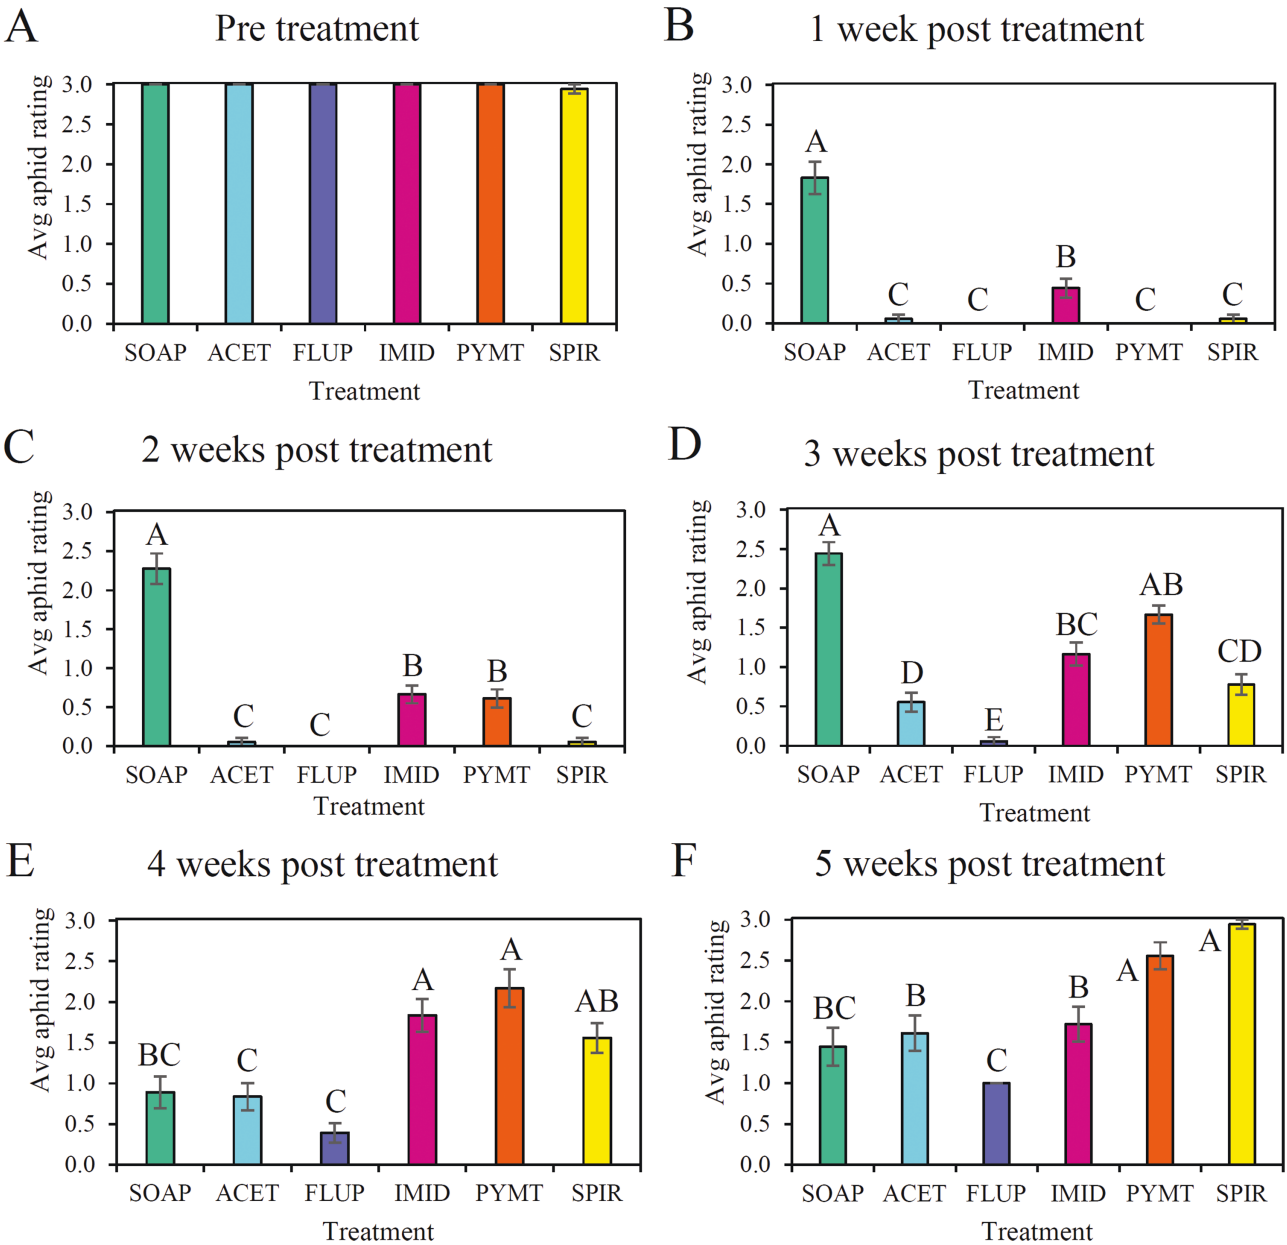 A Pre treatment
Avg aphid rating
3.0
2.5
2.0
1.5
1.0
0.5
0.0
SOAP ACET FLUP IMID PYMT SPIR
Treatment
B 1 week post treatment
Avg aphid rating
3.0
2.5
2.0
1.5
1.0
0.5
0.0
A C C B C C
SOAP ACET FLUP IMID PYMT SPIR
Treatment
C 2 weeks post treatment
Avg aphid rating
3.0
2.5
2.0
1.5
1.0
0.5
0.0
A C C B B C
SOAP ACET FLUP IMID PYMT SPIR
Treatment
D 3 weeks post treatment
Avg aphid rating
3.0
2.5
2.0
1.5
1.0
0.5
0.0
A D E BC AB CD
SOAP ACET FLUP IMID PYMT SPIR
Treatment
E 4 weeks post treatment
Avg aphid rating
3.0
2.5
2.0
1.5
1.0
0.5
0.0
BC C C A A AB
SOAP ACET FLUP IMID PYMT SPIR
Treatment
F 5 weeks post treatment
Avg aphid rating
3.0
2.5
2.0
1.5
1.0
0.5
0.0
BC B C B A A
SOAP ACET FLUP IMID PYMT SPIR
Treatment